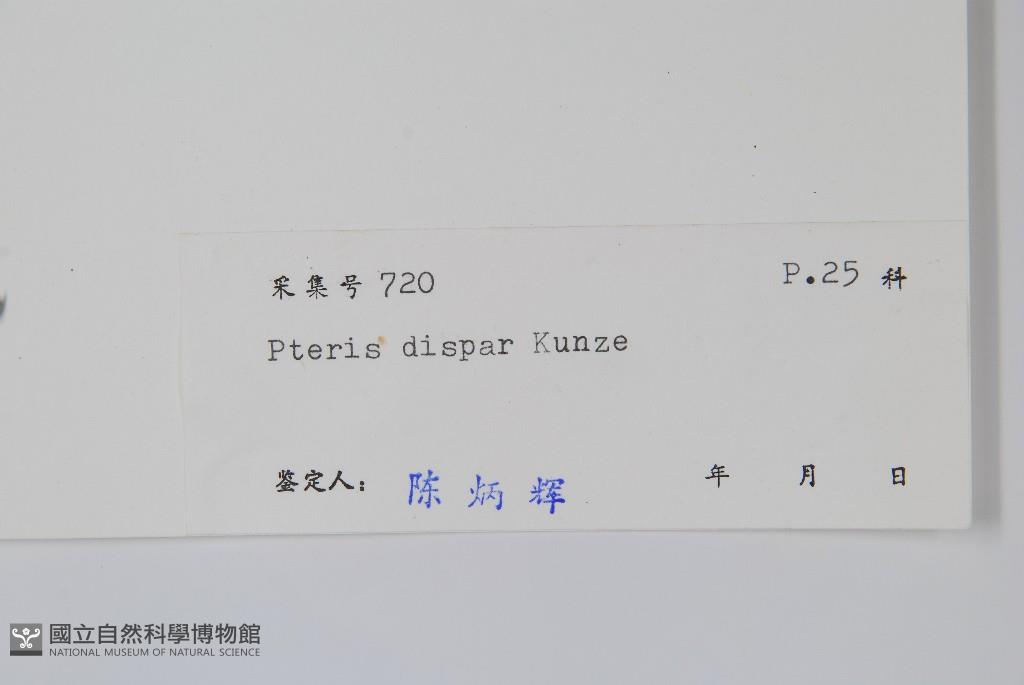 采集号 720 P.25 科
Pteris dispar Kunze
鉴定人: 陈炳辉 年 月 日
國立自然科學博物館
NATIONAL MUSEUM OF NATURAL SCIENCE